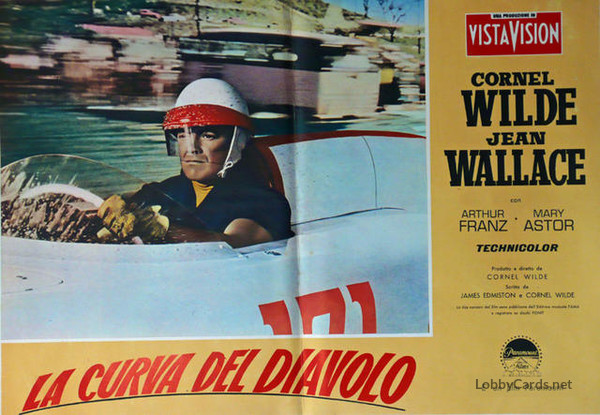 UNA PRODUZIONE IN
VISTAVISION
CORNEL
WILDE
JEAN
WALLACE
CON
ARTHUR
FRANZ
·
MARY
ASTOR
TECHNICOLOR
Prodotto e diretto da
CORNEL WILDE
Scritto da
JAMES EDMISTON e CORNEL WILDE
171
Paramount
LA CURVA DEL DIAVOLO
LobbyCards.net